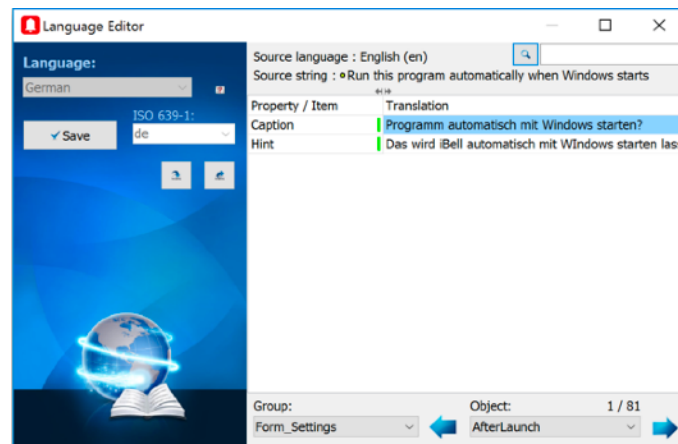 Language Editor
Language:
German
ISO 639-1:
Save
de
Source language : English (en)
Source string : Run this program automatically when Windows starts
Property / Item Translation
Caption Programm automatisch mit Windows starten?
Hint Das wird iBell automatisch mit WIndows starten las
Group: Object: 1 / 81
Form_Settings AfterLaunch